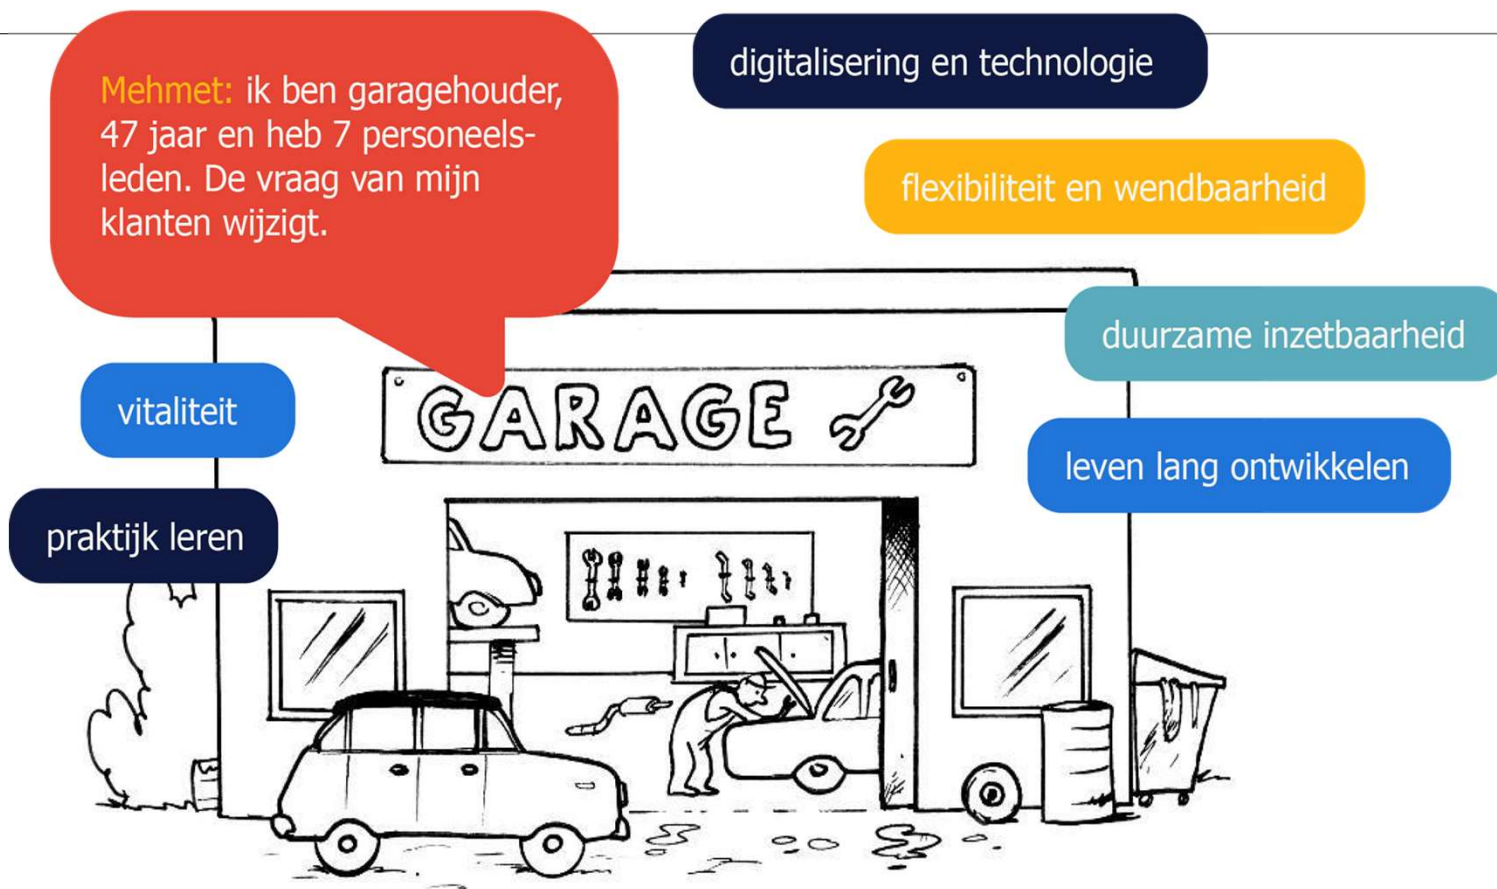 Mehmet: ik ben garagehouder,
47 jaar en heb 7 personeels-
leden. De vraag van mijn
klanten wijzigt.
digitalisering en technologie
flexibiliteit en wendbaarheid
duurzame inzetbaarheid
leven lang ontwikkelen
vitaliteit
praktijk leren
GARAGE